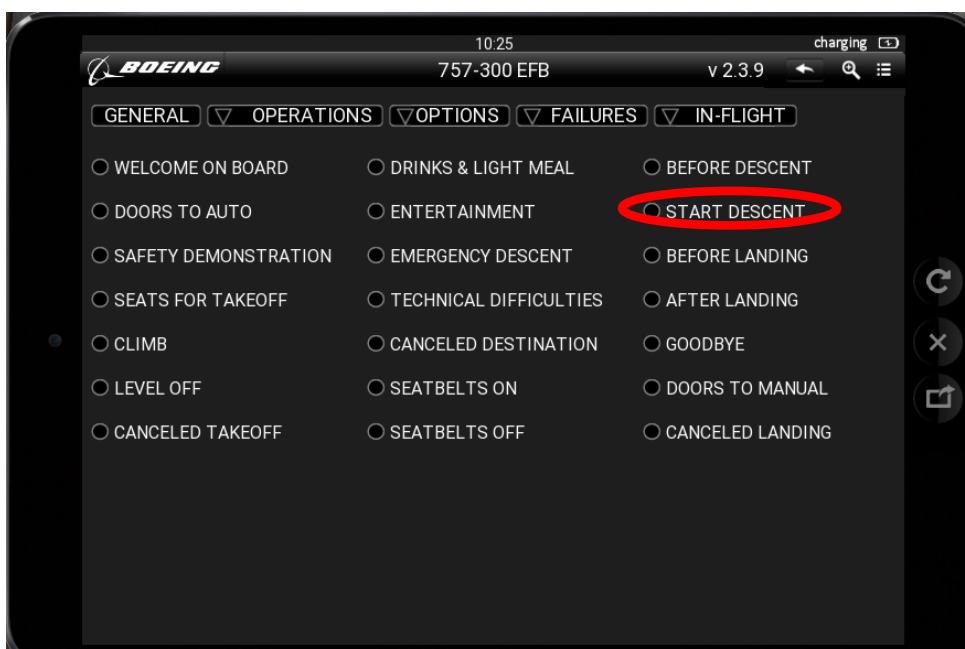 10:25 charging
BOEING 757-300 EFB v 2.3.9
GENERAL OPERATIONS OPTIONS FAILURES IN-FLIGHT
WELCOME ON BOARD DRINKS & LIGHT MEAL BEFORE DESCENT
DOORS TO AUTO ENTERTAINMENT START DESCENT
SAFETY DEMONSTRATION EMERGENCY DESCENT BEFORE LANDING
SEATS FOR TAKEOFF TECHNICAL DIFFICULTIES AFTER LANDING
CLIMB CANCELED DESTINATION GOODBYE
LEVEL OFF SEATBELTS ON DOORS TO MANUAL
CANCELED TAKEOFF SEATBELTS OFF CANCELED LANDING